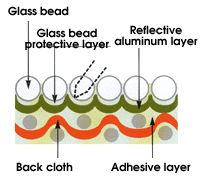 Glass bead
Glass bead
protective layer
Reflective
aluminum layer
Back cloth
Adhesive layer